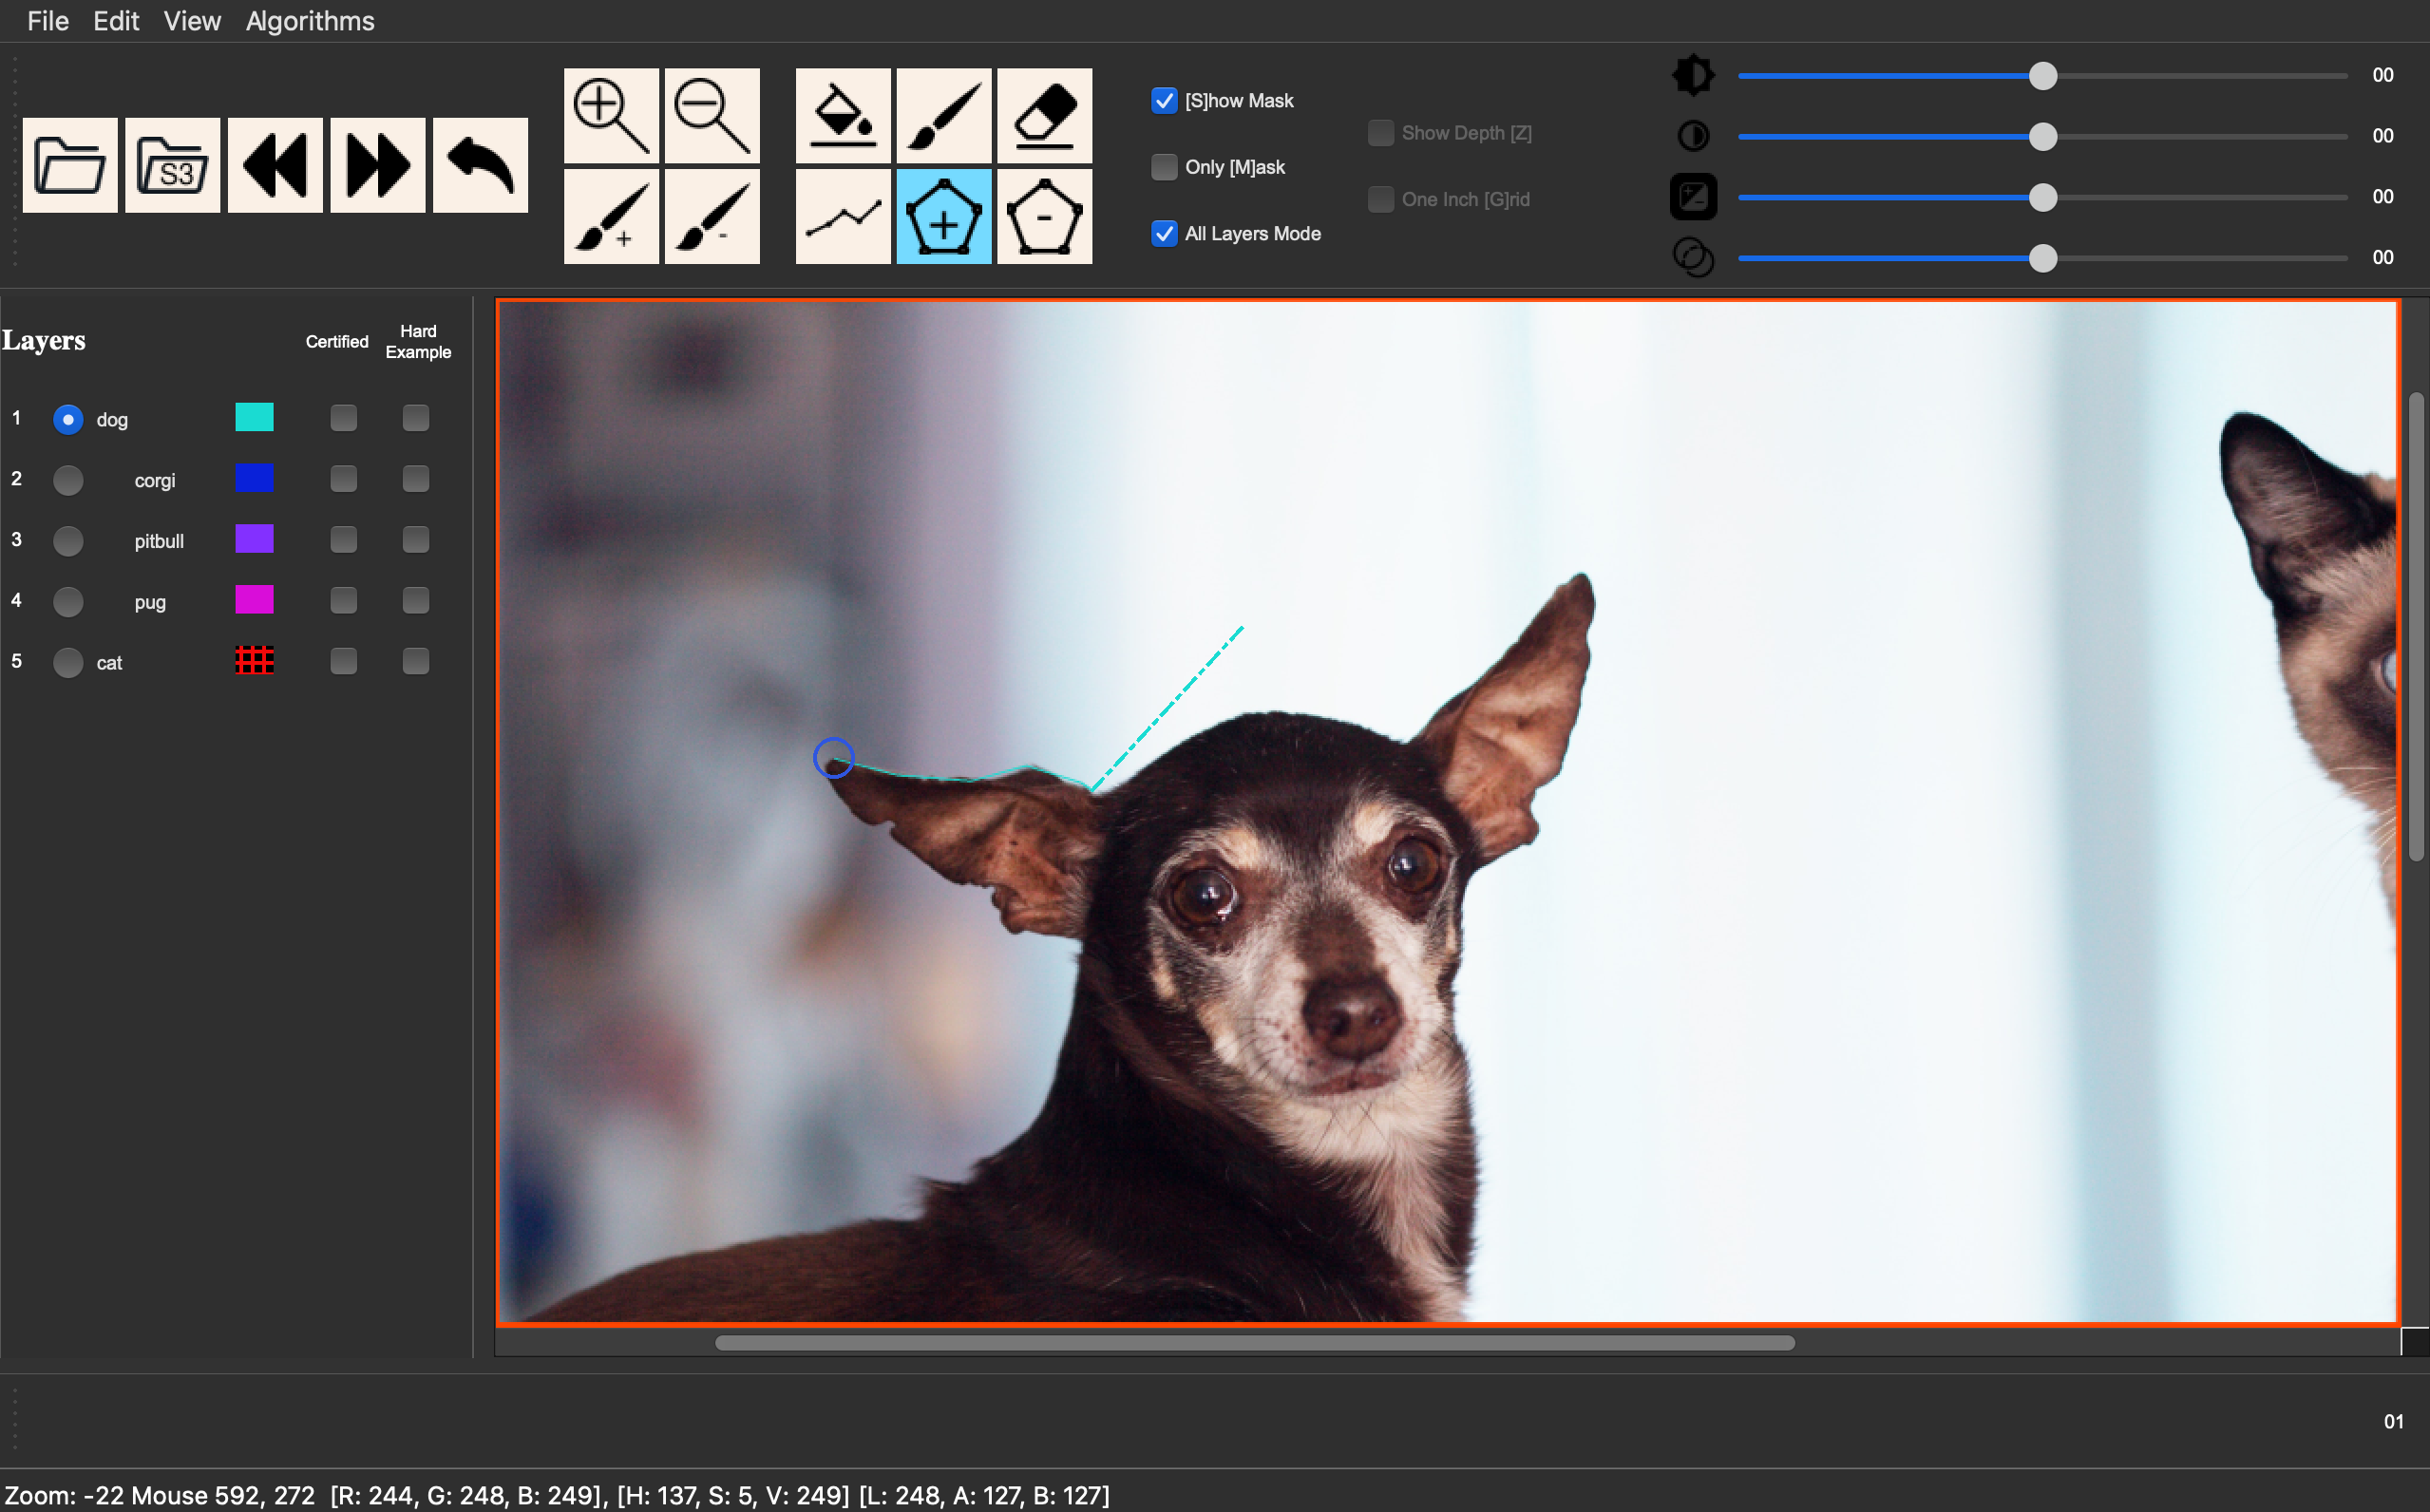 File Edit View Algorithms
S3
[S]how Mask
Only [M]ask
All Layers Mode
Show Depth [Z]
One Inch [G]rid
00
00
00
00
Layers Certified Hard Example
1 dog
2 corgi
3 pitbull
4 pug
5 cat
01
Zoom: -22 Mouse 592, 272 [R: 244, G: 248, B: 249], [H: 137, S: 5, V: 249] [L: 248, A: 127, B: 127]